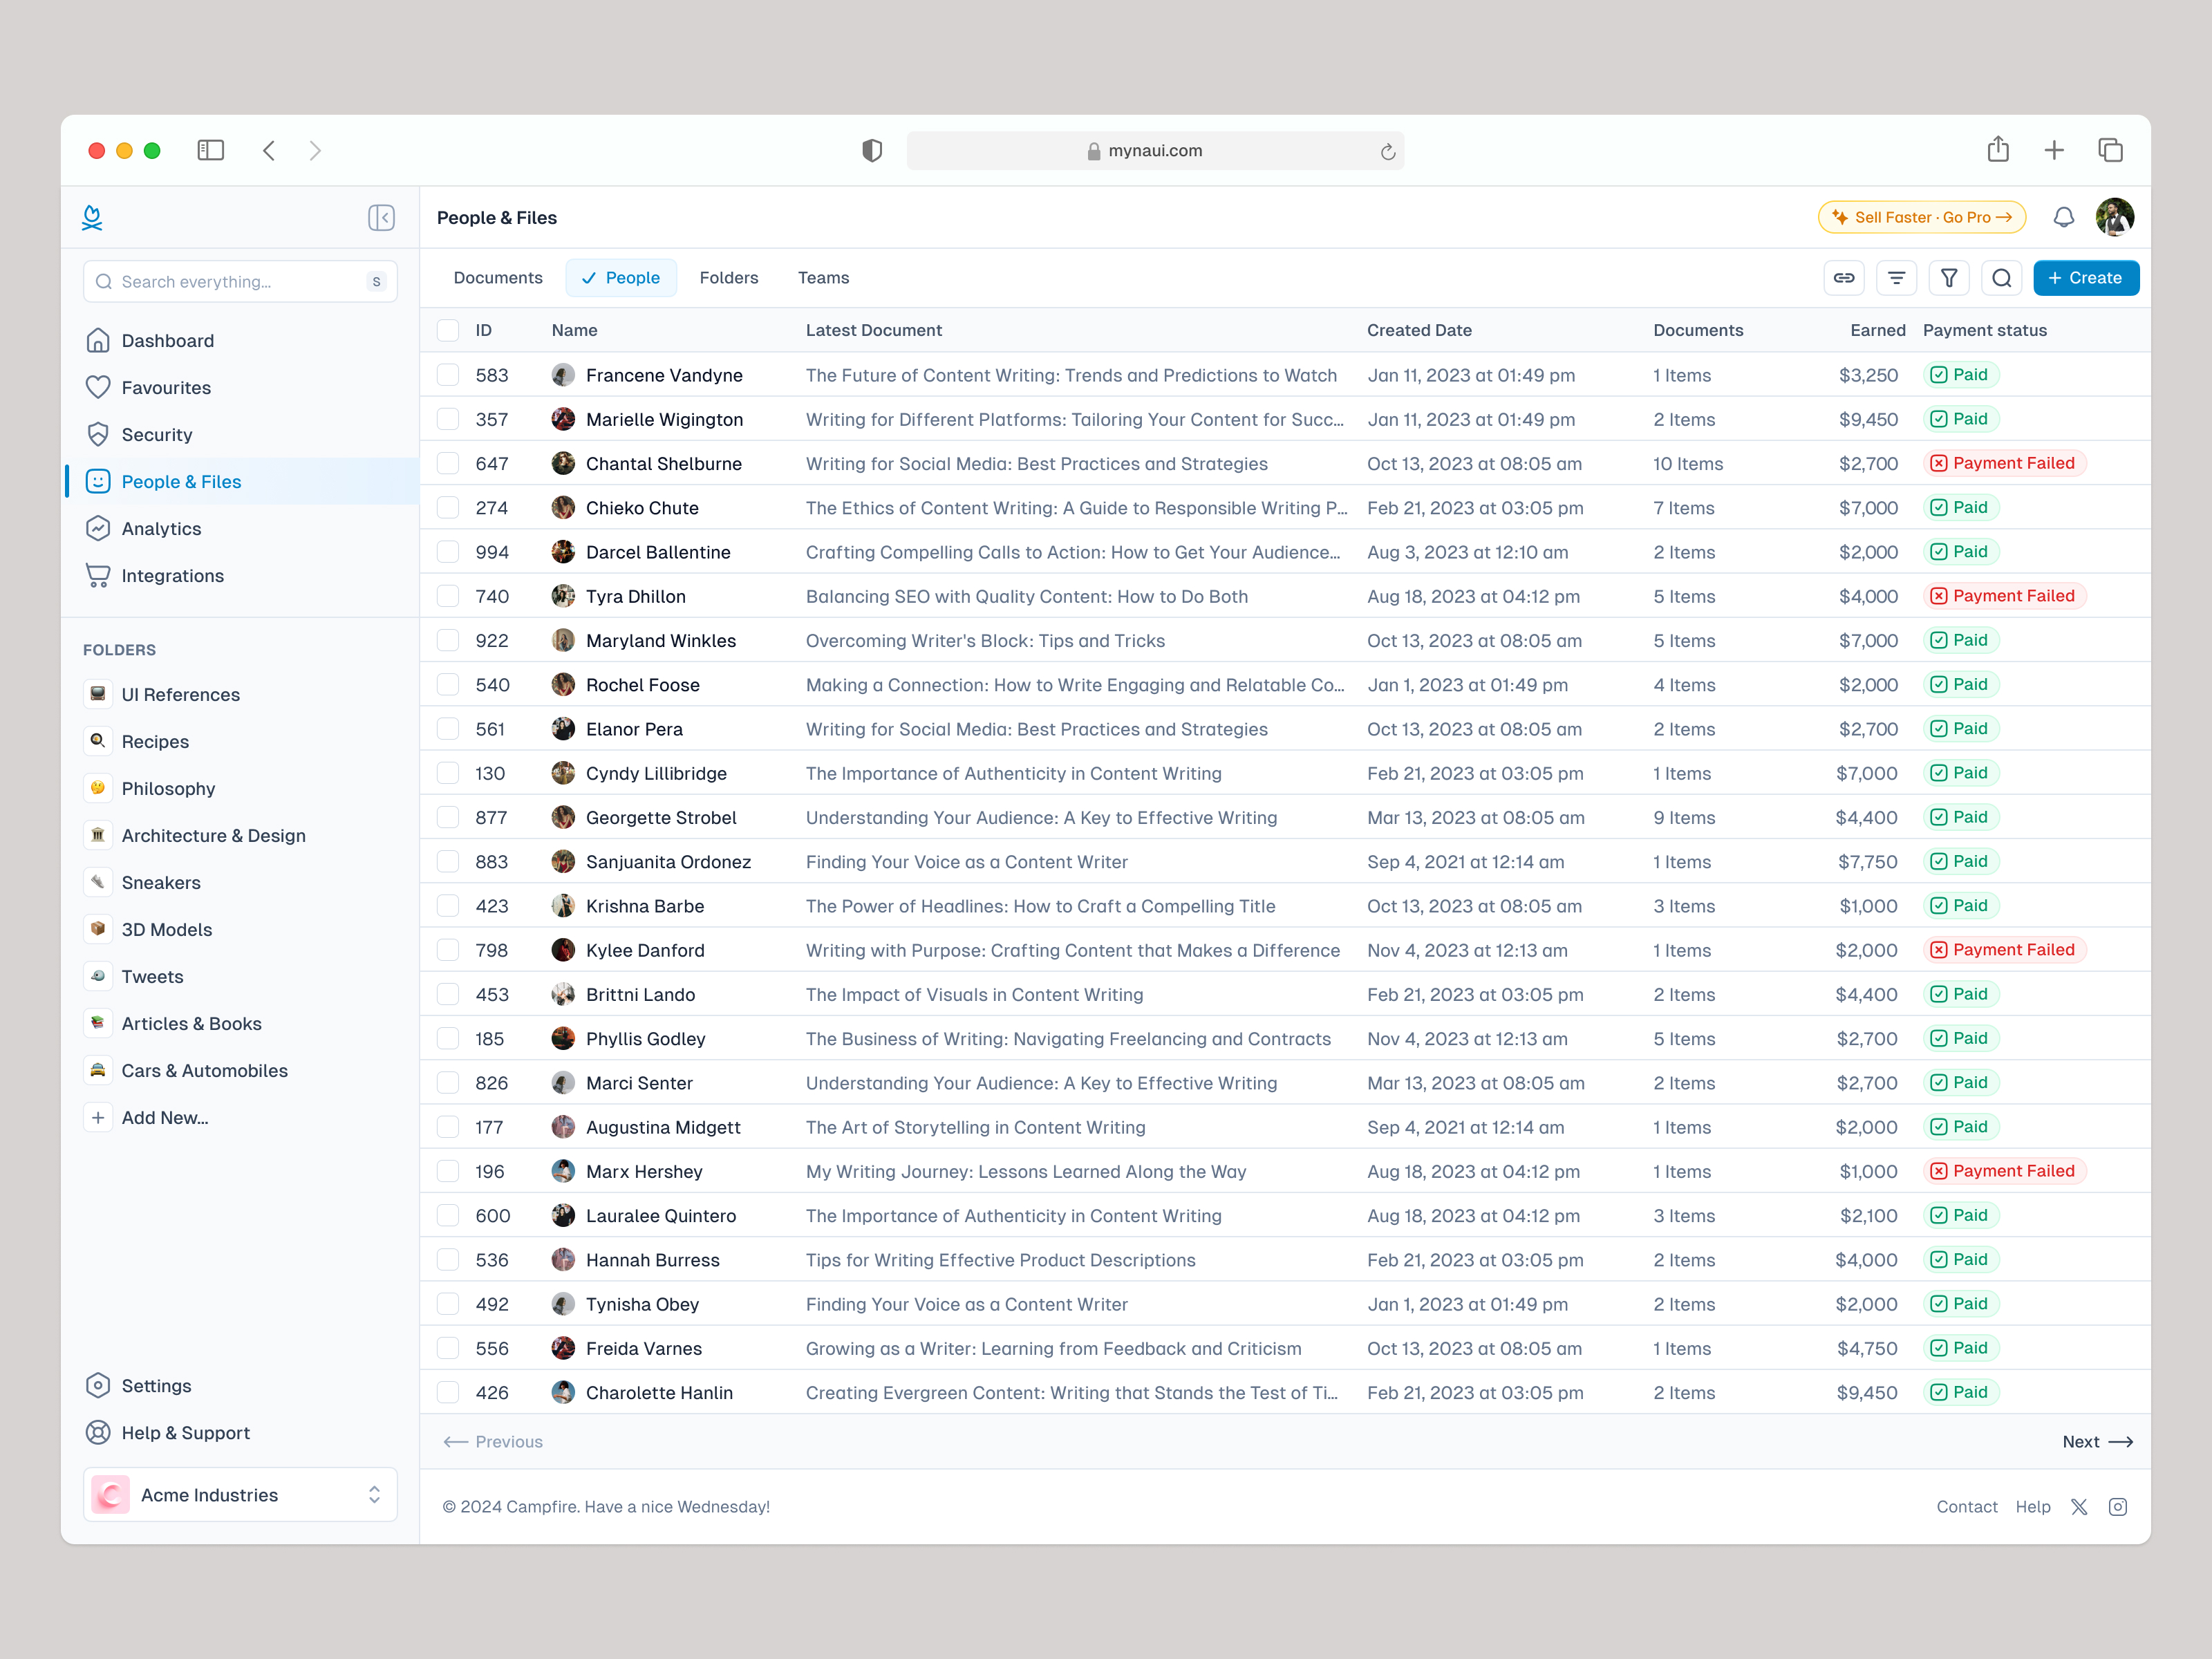 mynaui.com
People & Files
Sell Faster · Go Pro
Search everything... S
Dashboard
Favourites
Security
People & Files
Analytics
Integrations
FOLDERS
UI References
Recipes
Philosophy
Architecture & Design
Sneakers
3D Models
Tweets
Articles & Books
Cars & Automobiles
Add New...
Settings
Help & Support
Acme Industries
Documents People Folders Teams Create
ID Name Latest Document Created Date Documents Earned Payment status
583 Francene Vandyne The Future of Content Writing: Trends and Predictions to Watch Jan 11, 2023 at 01:49 pm 1 Items $3,250 Paid
357 Marielle Wigington Writing for Different Platforms: Tailoring Your Content for Succ... Jan 11, 2023 at 01:49 pm 2 Items $9,450 Paid
647 Chantal Shelburne Writing for Social Media: Best Practices and Strategies Oct 13, 2023 at 08:05 am 10 Items $2,700 Payment Failed
274 Chieko Chute The Ethics of Content Writing: A Guide to Responsible Writing P... Feb 21, 2023 at 03:05 pm 7 Items $7,000 Paid
994 Darcel Ballentine Crafting Compelling Calls to Action: How to Get Your Audience... Aug 3, 2023 at 12:10 am 2 Items $2,000 Paid
740 Tyra Dhillon Balancing SEO with Quality Content: How to Do Both Aug 18, 2023 at 04:12 pm 5 Items $4,000 Payment Failed
922 Maryland Winkles Overcoming Writer's Block: Tips and Tricks Oct 13, 2023 at 08:05 am 5 Items $7,000 Paid
540 Rochel Foose Making a Connection: How to Write Engaging and Relatable Co... Jan 1, 2023 at 01:49 pm 4 Items $2,000 Paid
561 Elanor Pera Writing for Social Media: Best Practices and Strategies Oct 13, 2023 at 08:05 am 2 Items $2,700 Paid
130 Cyndy Lillibridge The Importance of Authenticity in Content Writing Feb 21, 2023 at 03:05 pm 1 Items $7,000 Paid
877 Georgette Strobel Understanding Your Audience: A Key to Effective Writing Mar 13, 2023 at 08:05 am 9 Items $4,400 Paid
883 Sanjuanita Ordonez Finding Your Voice as a Content Writer Sep 4, 2021 at 12:14 am 1 Items $7,750 Paid
423 Krishna Barbe The Power of Headlines: How to Craft a Compelling Title Oct 13, 2023 at 08:05 am 3 Items $1,000 Paid
798 Kylee Danford Writing with Purpose: Crafting Content that Makes a Difference Nov 4, 2023 at 12:13 am 1 Items $2,000 Payment Failed
453 Brittni Lando The Impact of Visuals in Content Writing Feb 21, 2023 at 03:05 pm 2 Items $4,400 Paid
185 Phyllis Godley The Business of Writing: Navigating Freelancing and Contracts Nov 4, 2023 at 12:13 am 5 Items $2,700 Paid
826 Marci Senter Understanding Your Audience: A Key to Effective Writing Mar 13, 2023 at 08:05 am 2 Items $2,700 Paid
177 Augustina Midgett The Art of Storytelling in Content Writing Sep 4, 2021 at 12:14 am 1 Items $2,000 Paid
196 Marx Hershey My Writing Journey: Lessons Learned Along the Way Aug 18, 2023 at 04:12 pm 1 Items $1,000 Payment Failed
600 Lauralee Quintero The Importance of Authenticity in Content Writing Aug 18, 2023 at 04:12 pm 3 Items $2,100 Paid
536 Hannah Burress Tips for Writing Effective Product Descriptions Feb 21, 2023 at 03:05 pm 2 Items $4,000 Paid
492 Tynisha Obey Finding Your Voice as a Content Writer Jan 1, 2023 at 01:49 pm 2 Items $2,000 Paid
556 Freida Varnes Growing as a Writer: Learning from Feedback and Criticism Oct 13, 2023 at 08:05 am 1 Items $4,750 Paid
426 Charolette Hanlin Creating Evergreen Content: Writing that Stands the Test of Ti... Feb 21, 2023 at 03:05 pm 2 Items $9,450 Paid
Previous Next
© 2024 Campfire. Have a nice Wednesday! Contact Help